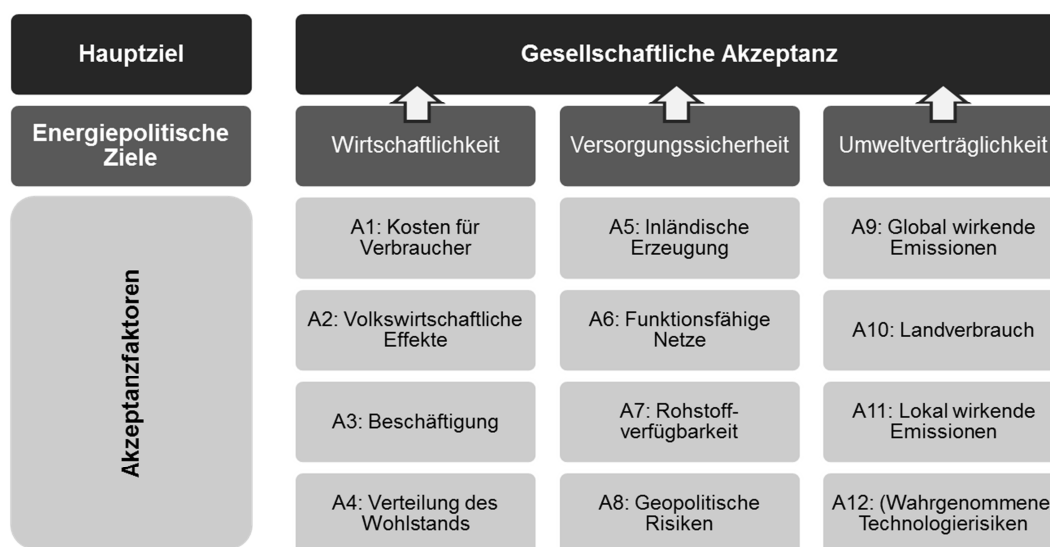 Hauptziel
Gesellschaftliche Akzeptanz
Energiepolitische
Ziele
Wirtschaftlichkeit
Versorgungssicherheit
Umweltverträglichkeit
Akzeptanzfaktoren
A1: Kosten für
Verbraucher
A5: Inländische
Erzeugung
A9: Global wirkende
Emissionen
A2: Volkswirtschaftliche
Effekte
A6: Funktionsfähige
Netze
A10: Landverbrauch
A3: Beschäftigung
A7: Rohstoff-
verfügbarkeit
A11: Lokal wirkende
Emissionen
A4: Verteilung des
Wohlstands
A8: Geopolitische
Risiken
A12: (Wahrgenommene
Technologierisiken